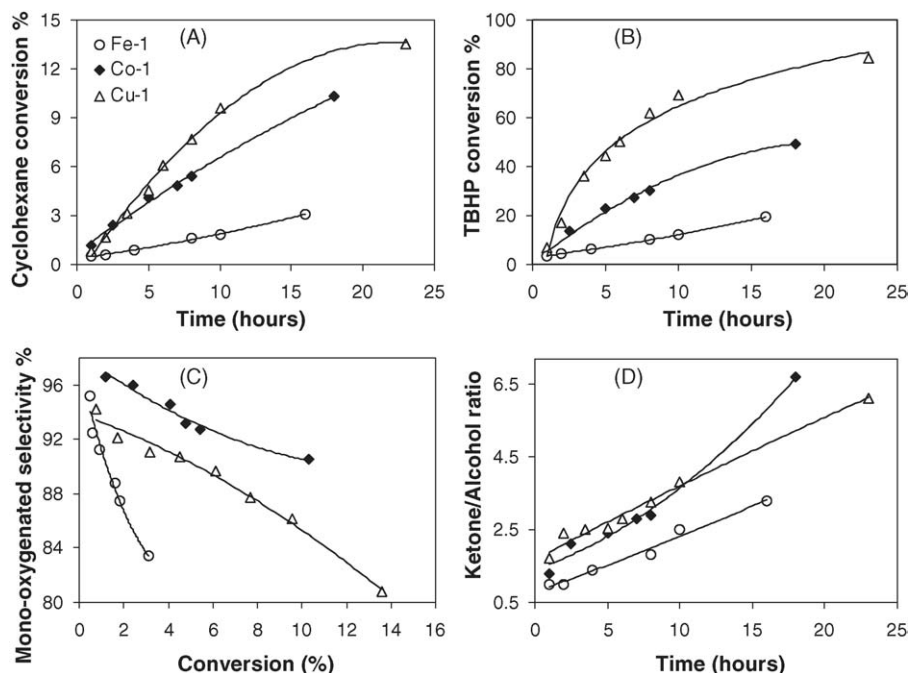 Cyclohexane conversion %
15
12
9
6
3
0
(A)
Fe-1
Co-1
Cu-1
0 5 10 15 20 25
Time (hours)
TBHP conversion %
100
80
60
40
20
0
(B)
0 5 10 15 20 25
Time (hours)
Mono-oxygenated selectivity %
96
92
88
84
80
(C)
0 2 4 6 8 10 12 14 16
Conversion (%)
Ketone/Alcohol ratio
6.5
4.5
2.5
0.5
(D)
0 5 10 15 20 25
Time (hours)